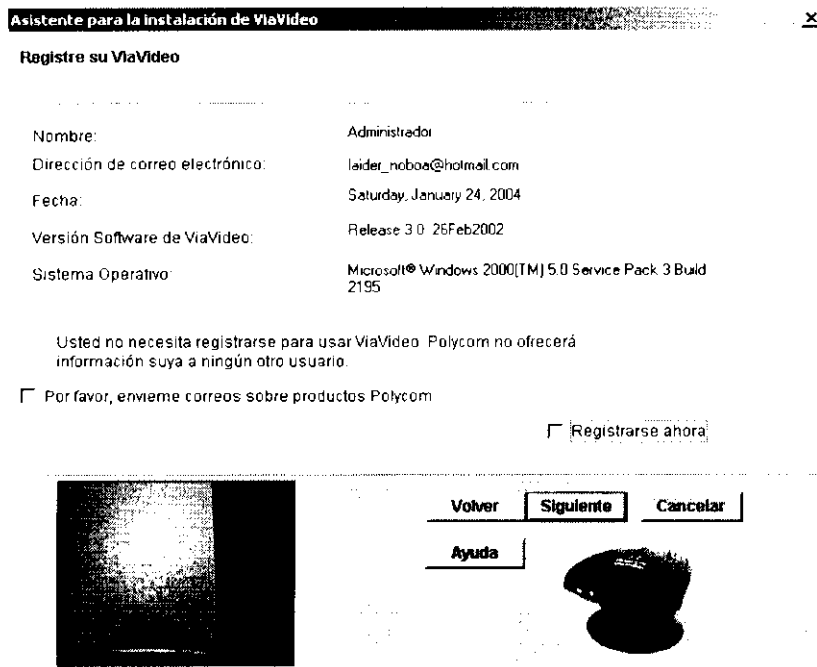 Asistente para la instalación de ViaVideo
Registre su ViaVideo
Nombre: Administrador
Dirección de correo electrónico: laider_noboa@hotmail.com
Fecha: Saturday, January 24, 2004
Versión Software de ViaVideo: Release 3.0 26Feb2002
Sistema Operativo: Microsoft® Windows 2000(TM) 5.0 Service Pack 3 Build
2195
Usted no necesita registrarse para usar ViaVideo. Polycom no ofrecerá
información suya a ningún otro usuario.
Por favor, envieme correos sobre productos Polycom
Registrarse ahora
Volver Siguiente Cancelar
Ayuda